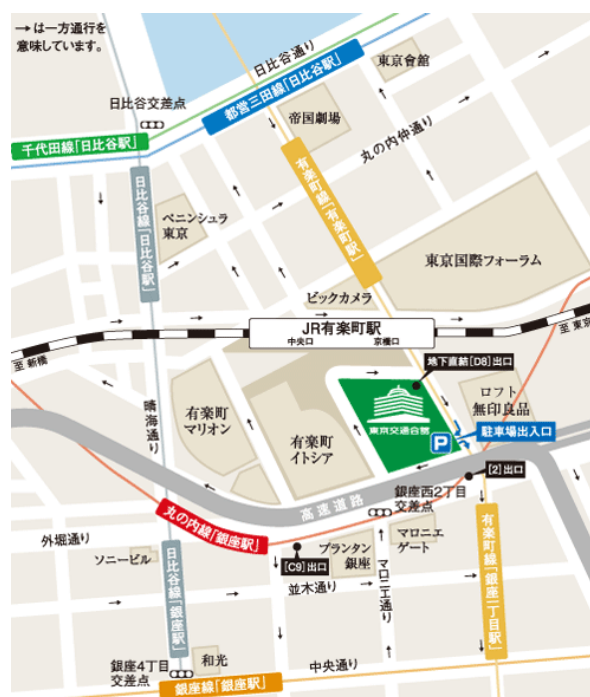 →は一方通行を
意味しています。
日比谷通り
東京會舘
日比谷交差点
都営三田線「日比谷駅」
帝国劇場
千代田線「日比谷駅」
丸の内仲通り
日比谷線「日比谷駅」
有楽町線「有楽町駅」
ペニンシュラ
東京
東京国際フォーラム
ビックカメラ
JR有楽町駅
中央口
京橋口
至 新橋
至 東京
地下直結[D8]出口
晴海通り
有楽町
マリオン
有楽町
イトシア
東京交通会館
ロフト
無印良品
P
駐車場出入口
[2]出口
高速道路
銀座西2丁目
交差点
丸の内線「銀座駅」
外堀通り
ソニービル
日比谷線「銀座駅」
[C9]出口
プランタン
銀座
マロニエ
ゲート
有楽町線「銀座一丁目駅」
並木通り
マロニエ通り
銀座4丁目
交差点
和光
中央通り
銀座線「銀座駅」